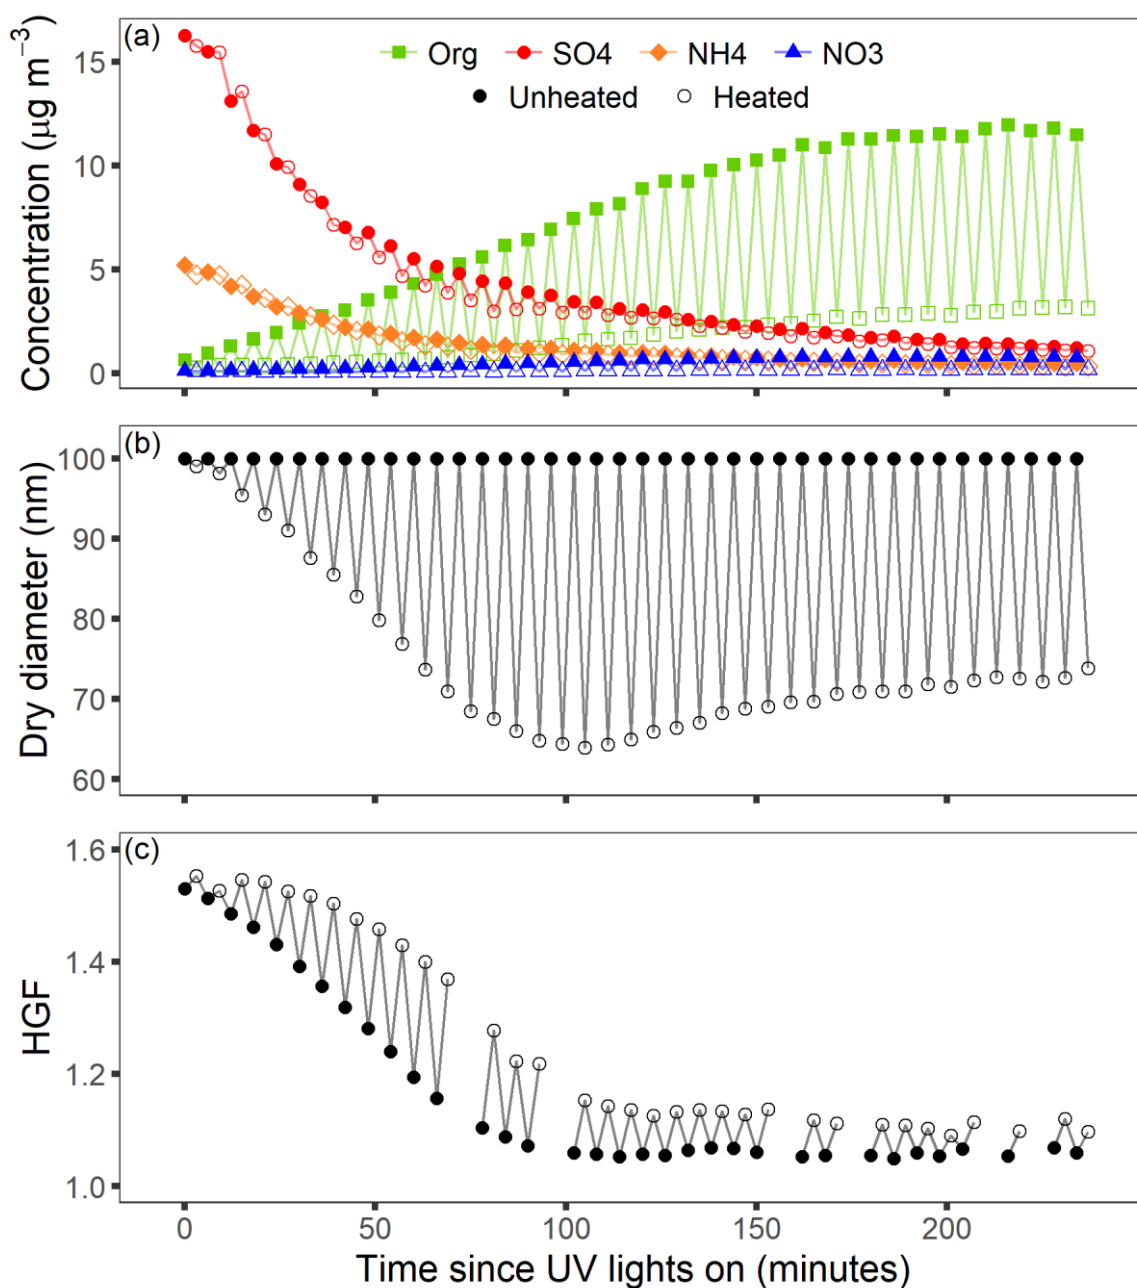 (a)
Org SO4 NH4 NO3
Unheated Heated
Concentration (μg m⁻³)
15
10
5
0
(b)
Dry diameter (nm)
100
90
80
70
60
(c)
HGF
1.6
1.4
1.2
1.0
0 50 100 150 200
Time since UV lights on (minutes)